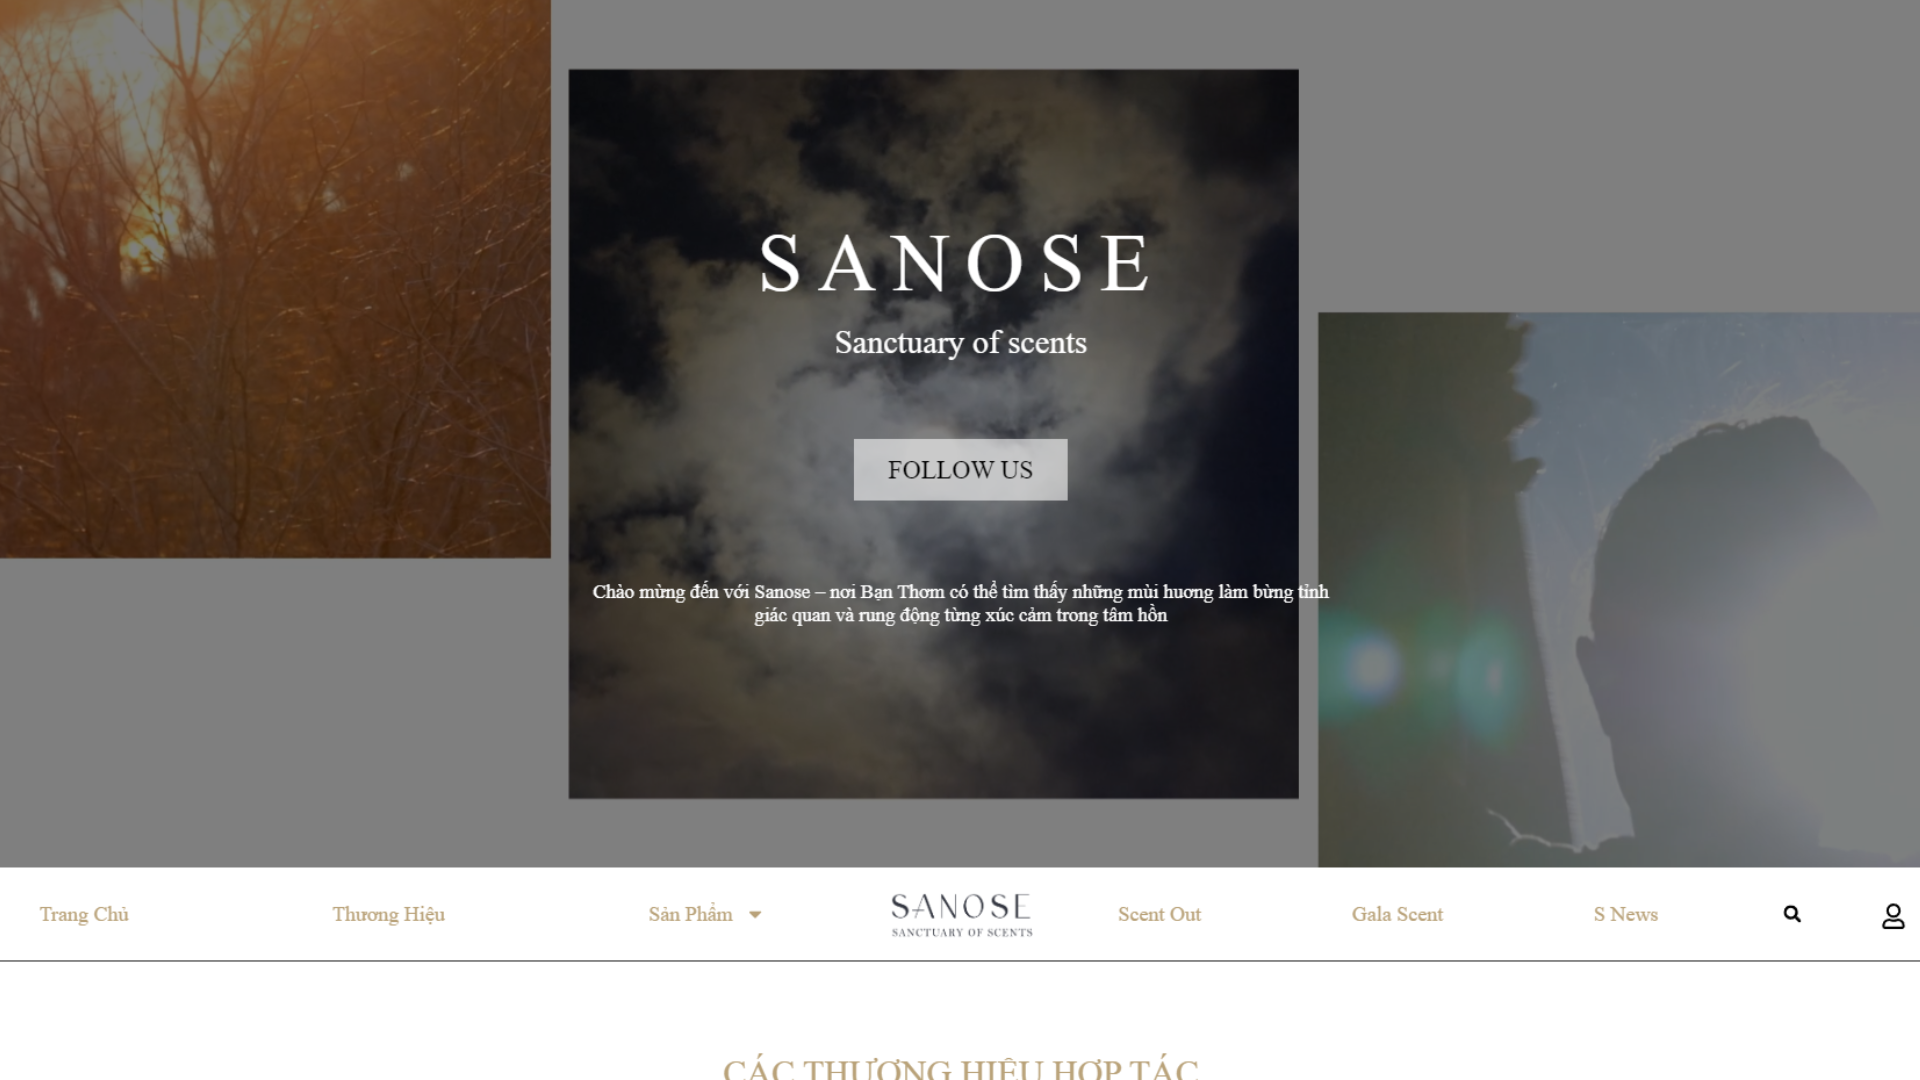 SANOSE
Sanctuary of scents
FOLLOW US
Chào mừng đến với Sanose – nơi Bạn Thơm có thể tìm thấy những mùi huơng làm bừng tỉnh
giác quan và rung động từng xúc cảm trong tâm hồn
Trang Chủ
Thương Hiệu
Sản Phẩm
SANOSE
SANCTUARY OF SCENTS
Scent Out
Gala Scent
S News
CÁC THƯƠNG HIỆU HỢP TÁC